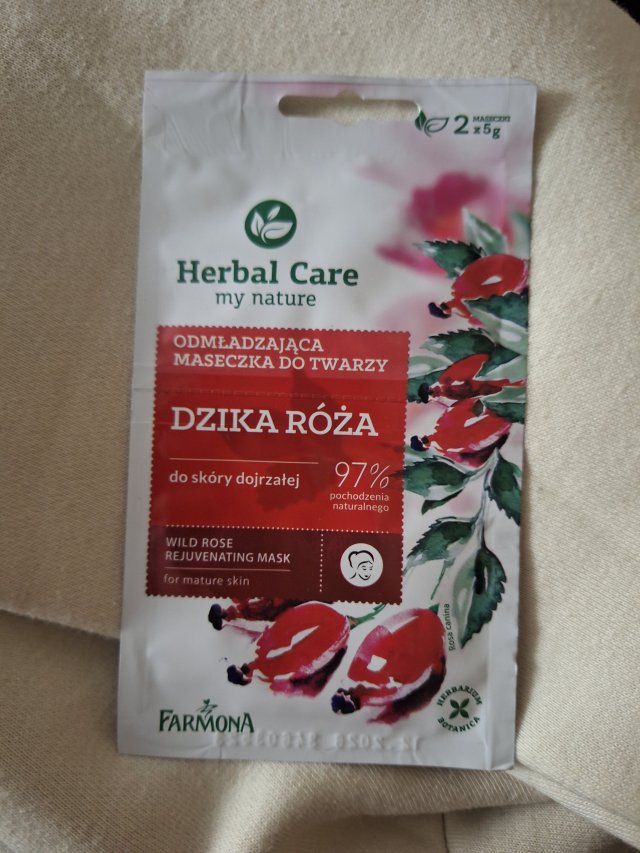 2 MASECZKI
x 5g
Herbal Care
my nature
ODMŁADZAJĄCA
MASECZKA DO TWARZY
DZIKA RÓŻA
do skóry dojrzałej
97%
pochodzenia
naturalnego
WILD ROSE
REJUVENATING MASK
for mature skin
Rosa canina
FARMONA
HERBARIUM
BOTANICA